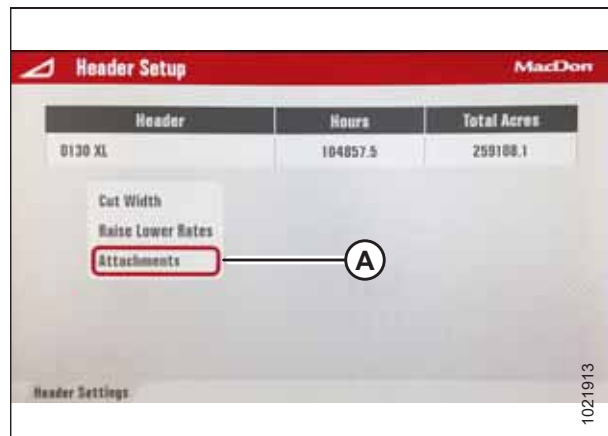 Header Setup MacDon
Header Hours Total Acres
D130 XL 104857.5 259108.1
Cut Width
Raise Lower Rates
Attachments
A
Header Settings
1021913